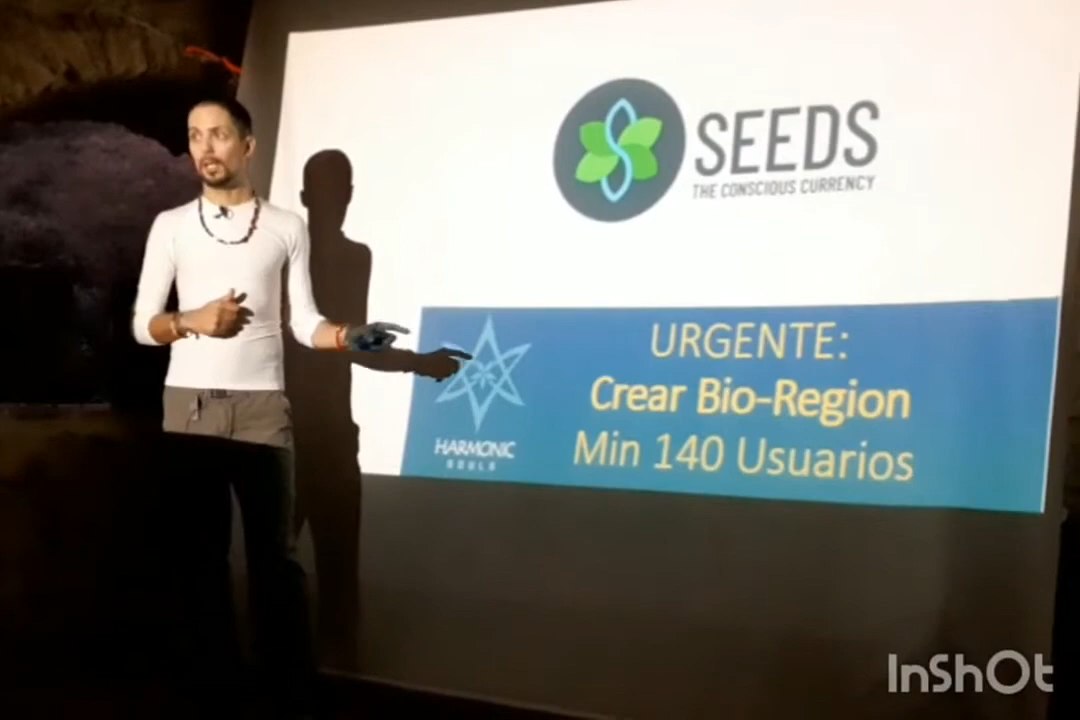 SEEDS
THE CONSCIOUS CURRENCY
URGENTE:
Crear Bio-Region
Min 140 Usuarios
HARMONIC
SOULS
InShOt